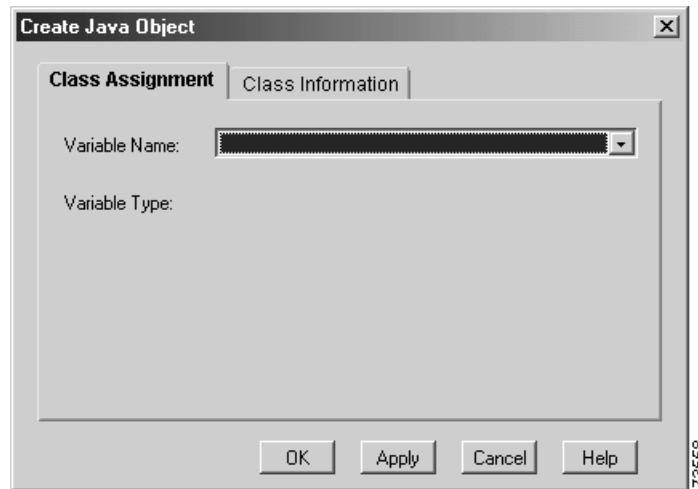 Create Java Object
Class Assignment
Class Information
Variable Name:
Variable Type:
OK
Apply
Cancel
Help